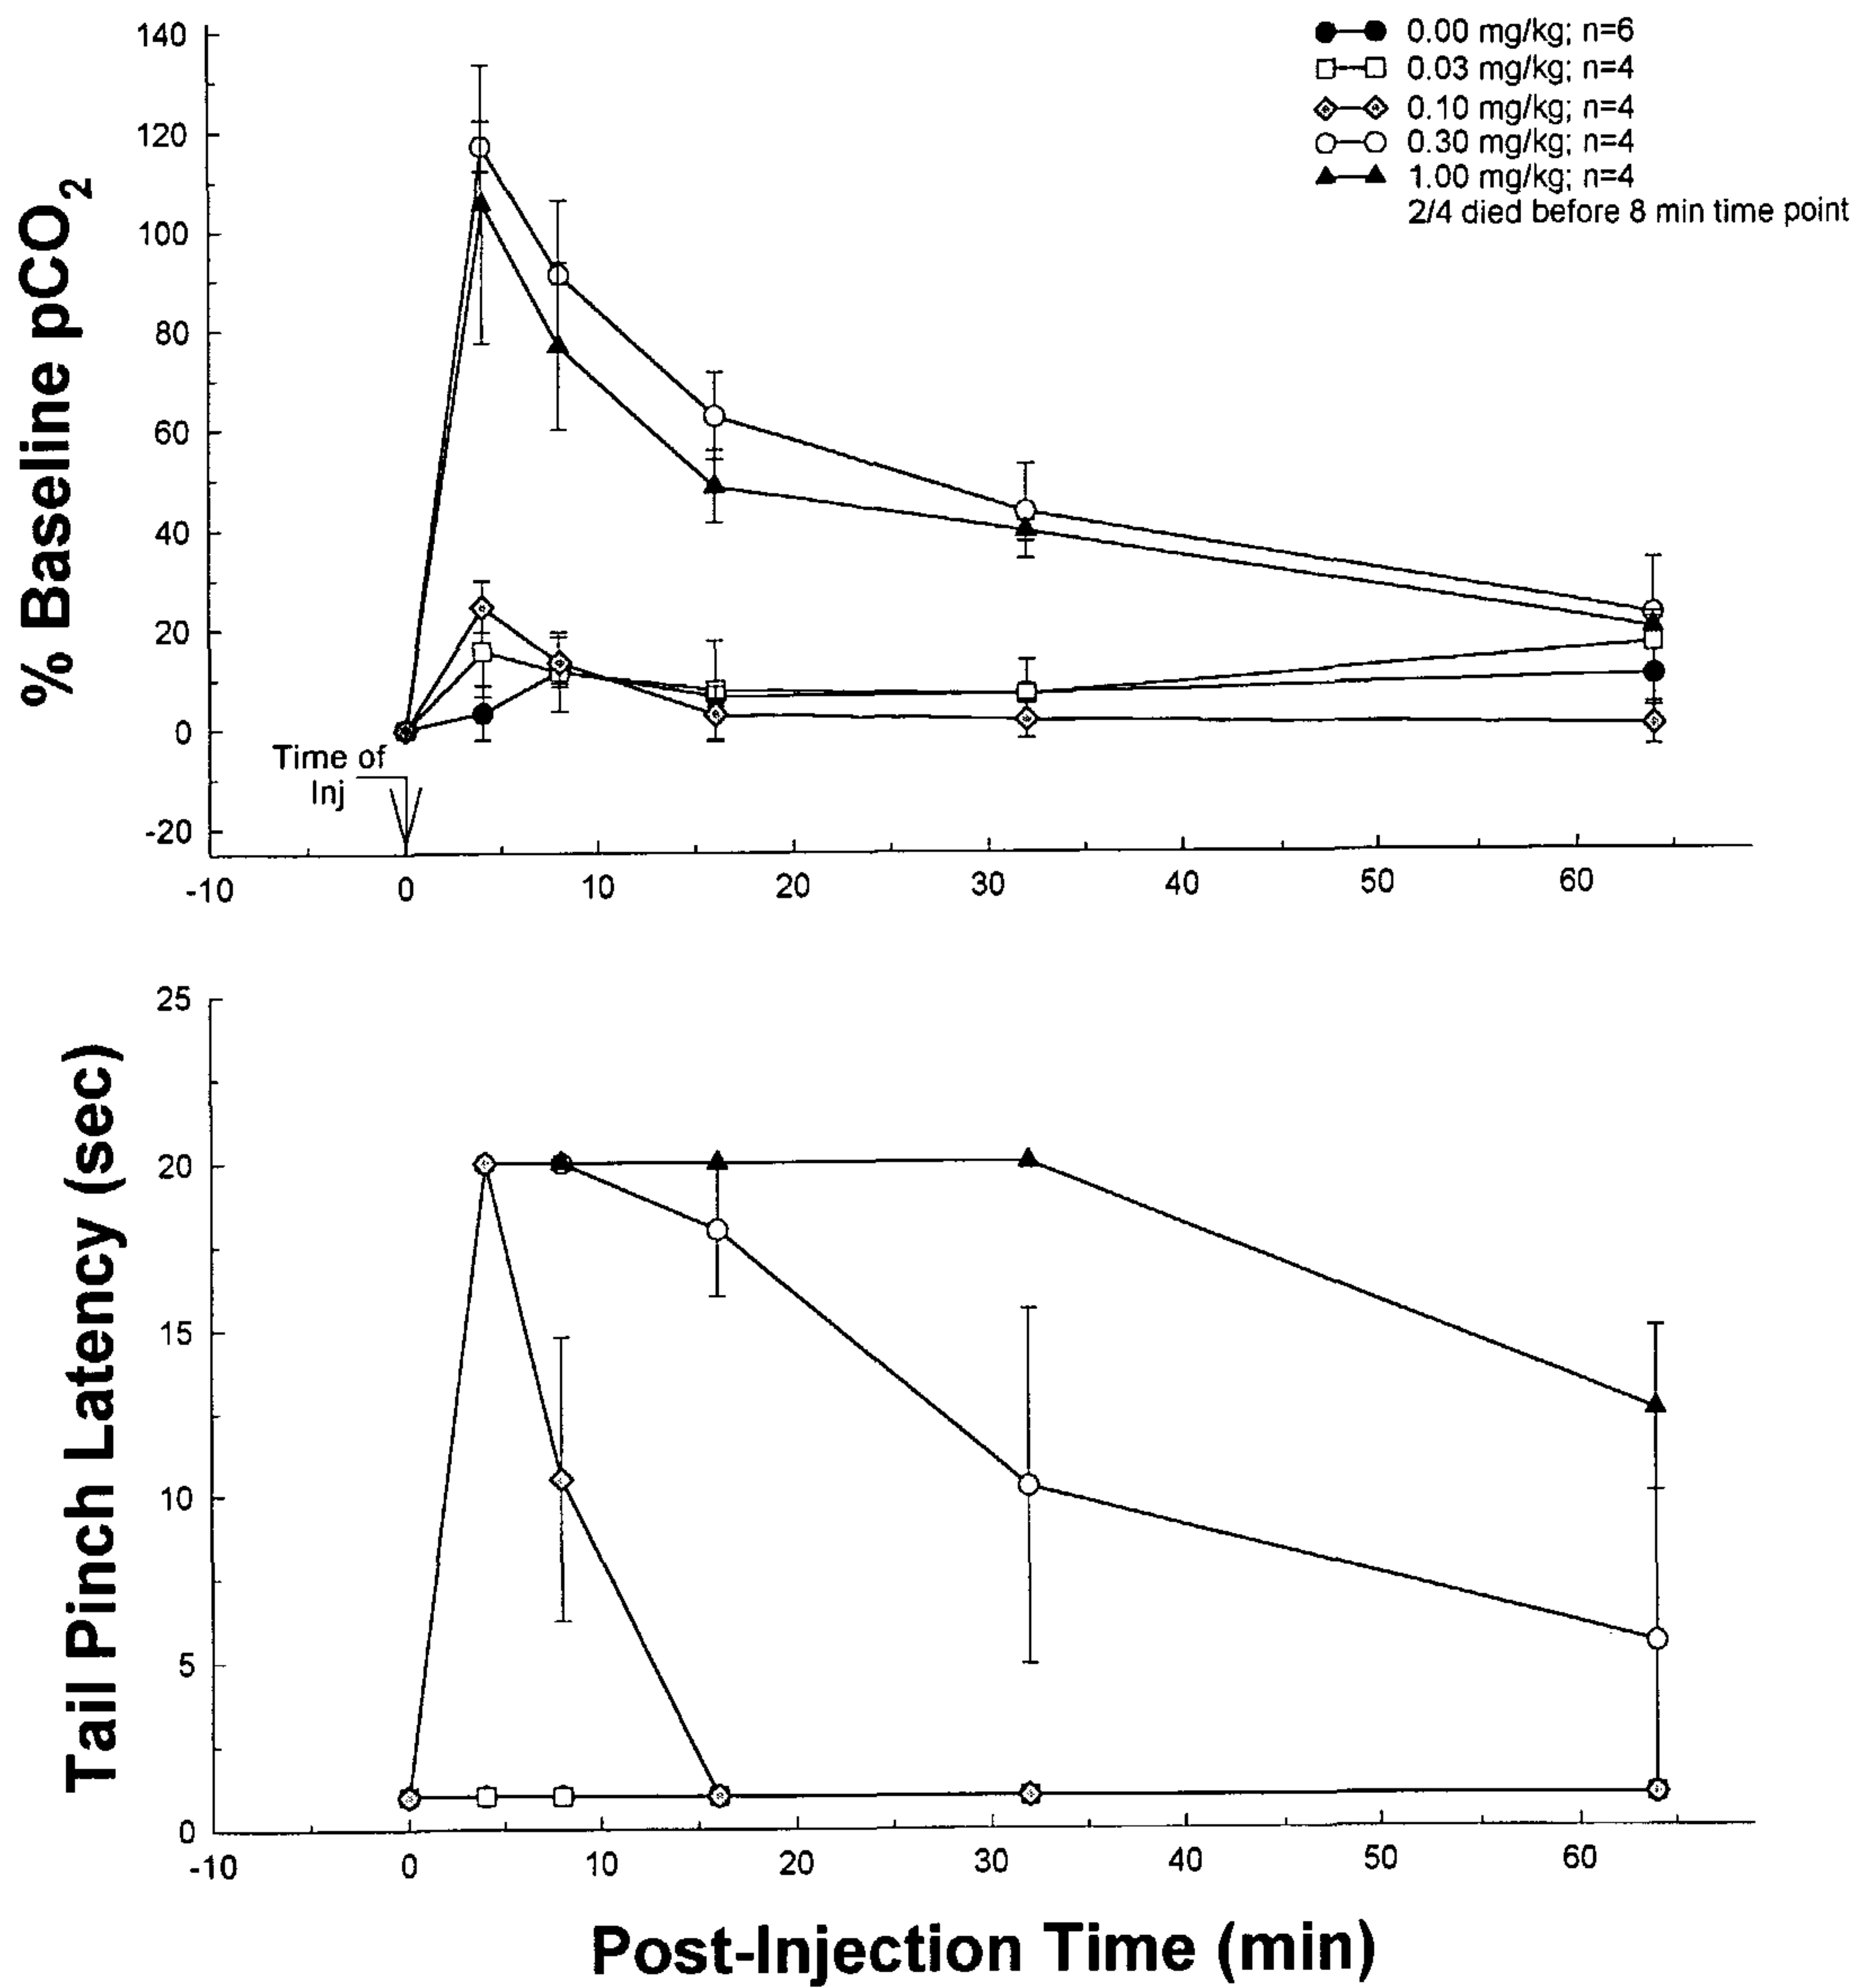 0.00 mg/kg; n=6
0.03 mg/kg; n=4
0.10 mg/kg; n=4
0.30 mg/kg; n=4
1.00 mg/kg; n=4
2/4 died before 8 min time point
% Baseline pCO2
140
120
100
80
60
40
20
0
-20
Time of
Inj
-10 0 10 20 30 40 50 60
Tail Pinch Latency (sec)
25
20
15
10
5
0
-10 0 10 20 30 40 50 60
Post-Injection Time (min)